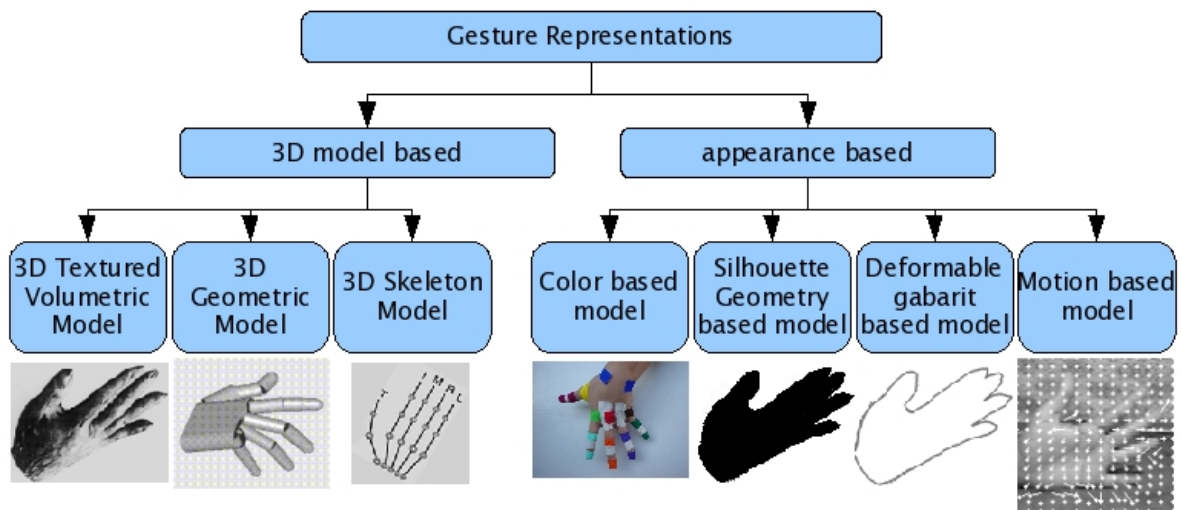 Gesture Representations
3D model based
appearance based
3D Textured
Volumetric
Model
3D
Geometric
Model
3D Skeleton
Model
Color based
model
Silhouette
Geometry
based model
Deformable
gabarit
based model
Motion based
model
T I M R L